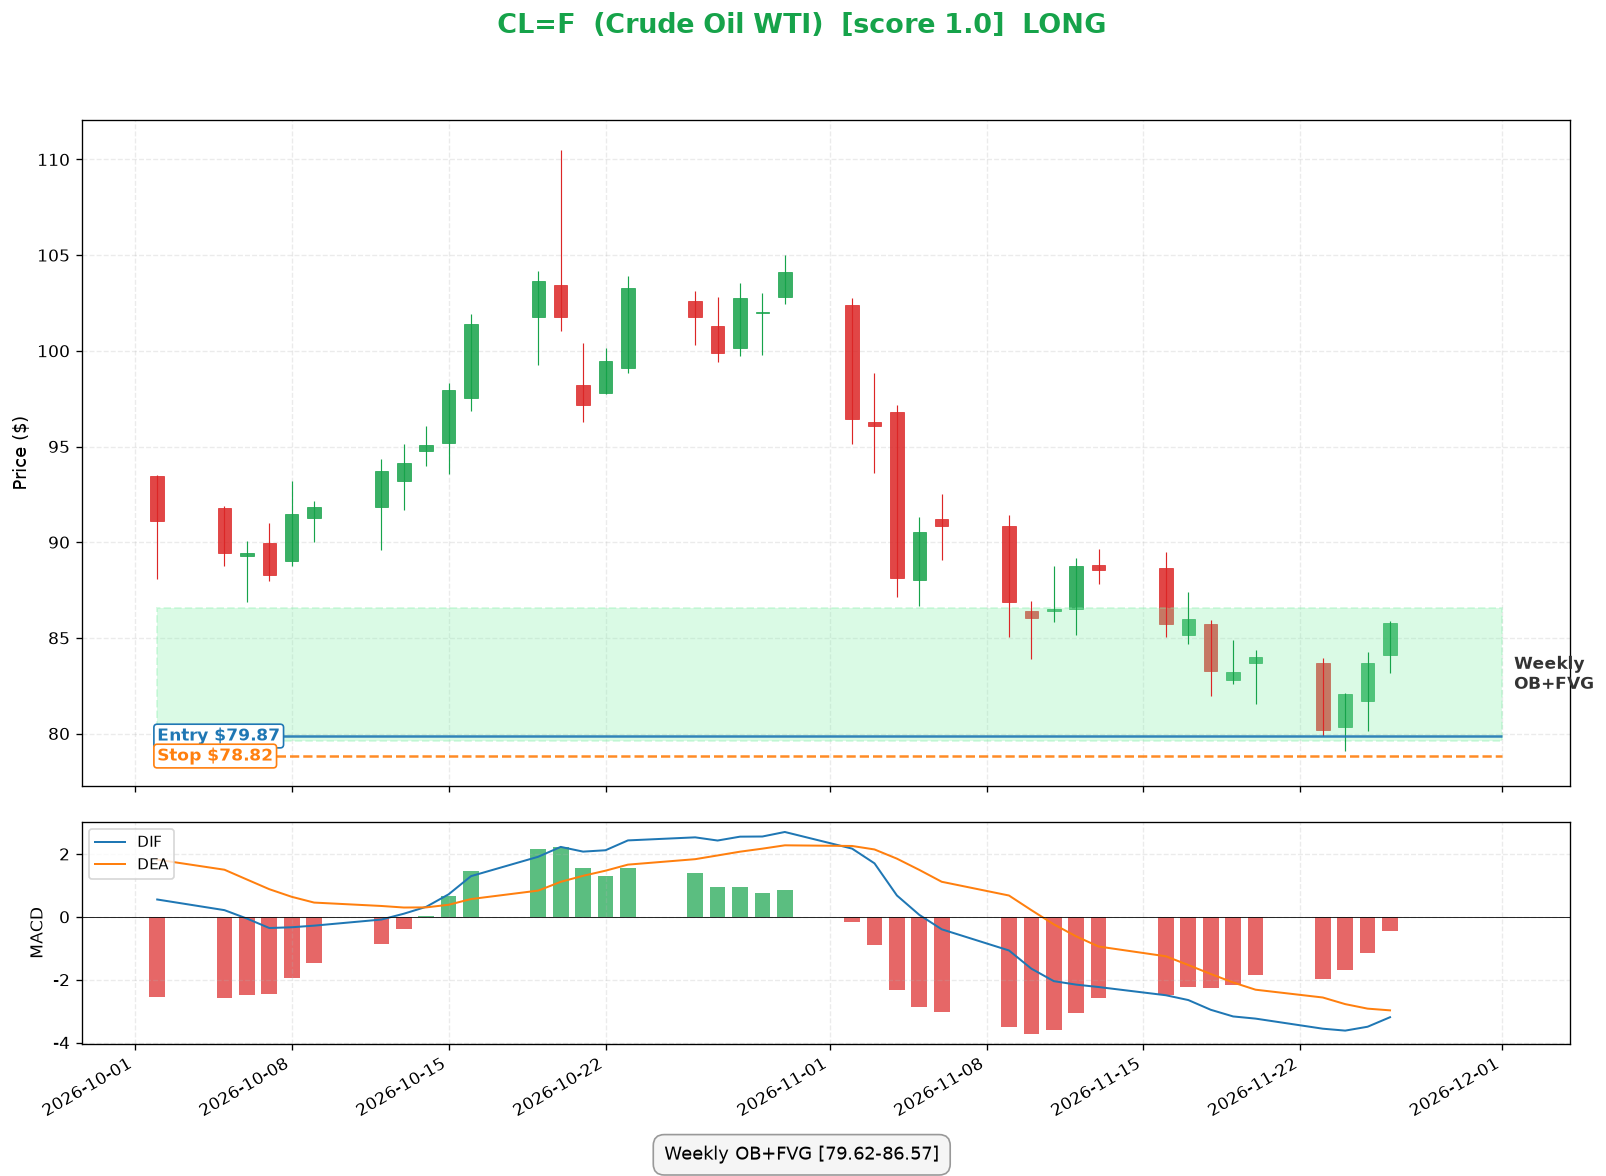 CL=F  (Crude Oil WTI)  [score 1.0]  LONG
Price ($)
110
105
100
95
90
85
80
Weekly
OB+FVG
Entry $79.87
Stop $78.82
DIF
DEA
MACD
2
0
-2
-4
2026-10-01
2026-10-08
2026-10-15
2026-10-22
2026-11-01
2026-11-08
2026-11-15
2026-11-22
2026-12-01
Weekly OB+FVG [79.62-86.57]